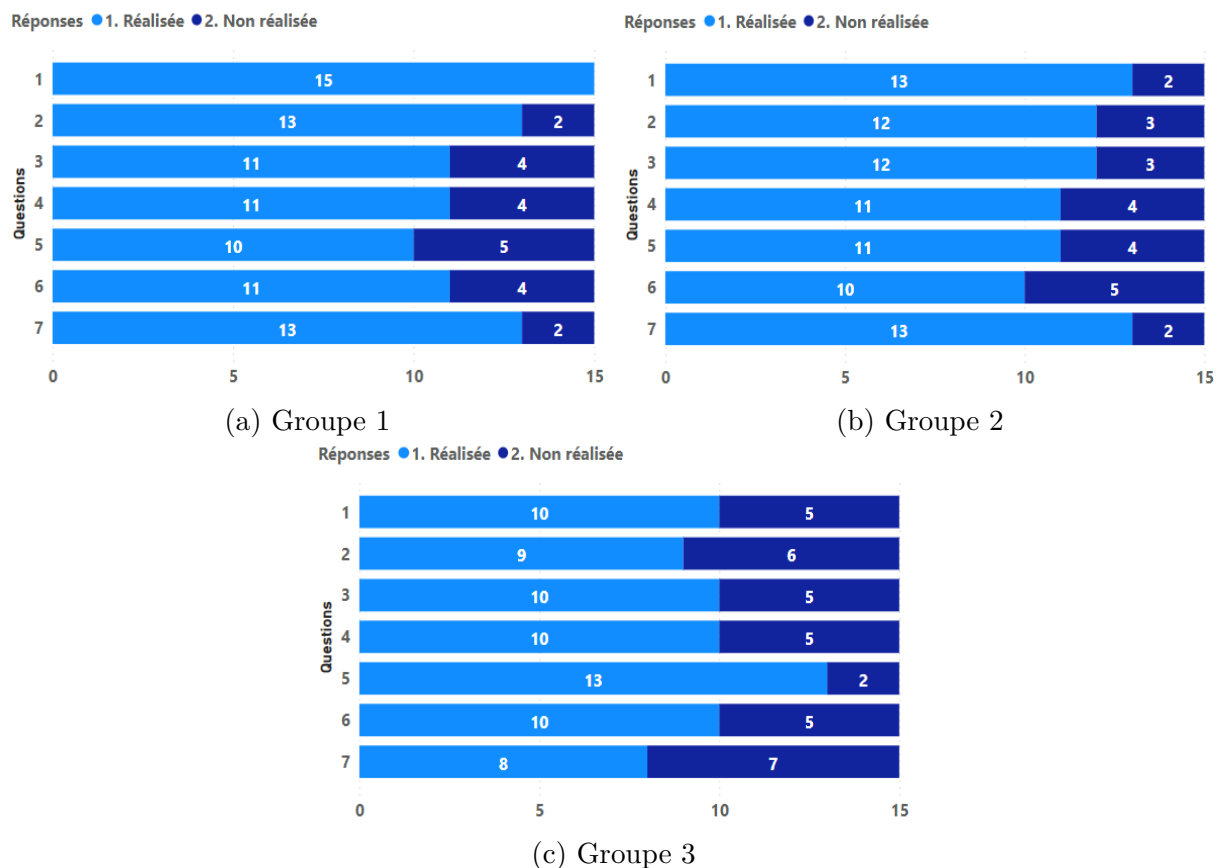 Réponses 1. Réalisée 2. Non réalisée
Questions
1 15
2 13 2
3 11 4
4 11 4
5 10 5
6 11 4
7 13 2
0 5 10 15
(a) Groupe 1
Réponses 1. Réalisée 2. Non réalisée
Questions
1 13 2
2 12 3
3 12 3
4 11 4
5 11 4
6 10 5
7 13 2
0 5 10 15
(b) Groupe 2
Réponses 1. Réalisée 2. Non réalisée
Questions
1 10 5
2 9 6
3 10 5
4 10 5
5 13 2
6 10 5
7 8 7
0 5 10 15
(c) Groupe 3